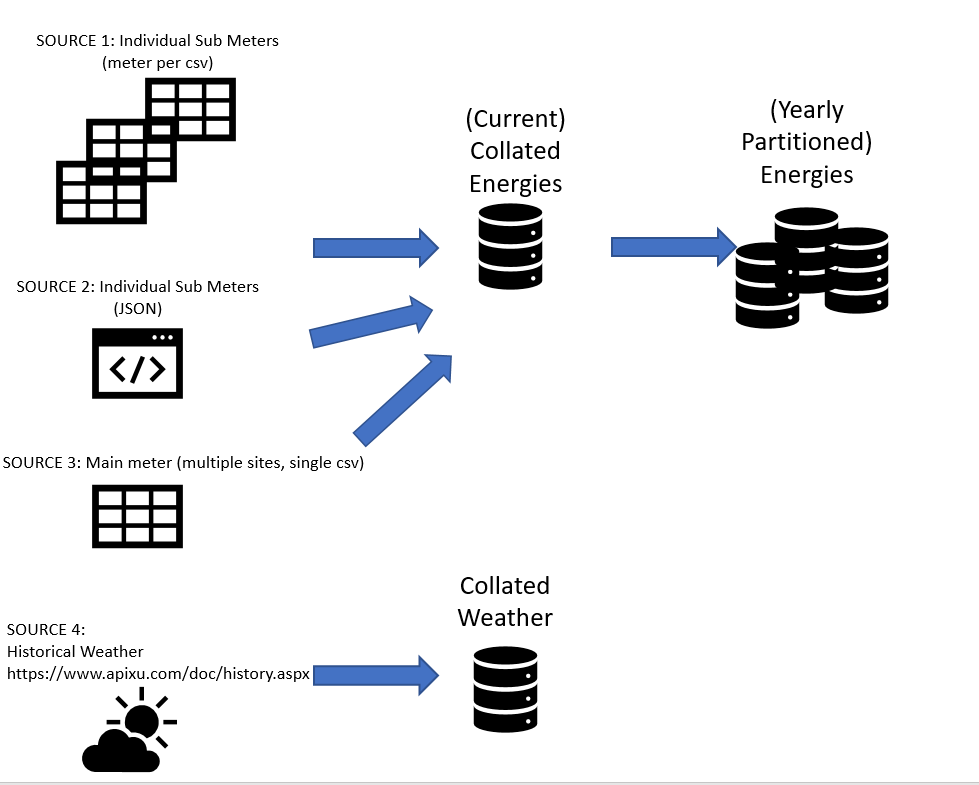 SOURCE 1: Individual Sub Meters
(meter per csv)
(Current)
Collated
Energies
(Yearly
Partitioned)
Energies
SOURCE 2: Individual Sub Meters
(JSON)
</>
SOURCE 3: Main meter (multiple sites, single csv)
Collated
Weather
SOURCE 4:
Historical Weather
https://www.apixu.com/doc/history.aspx